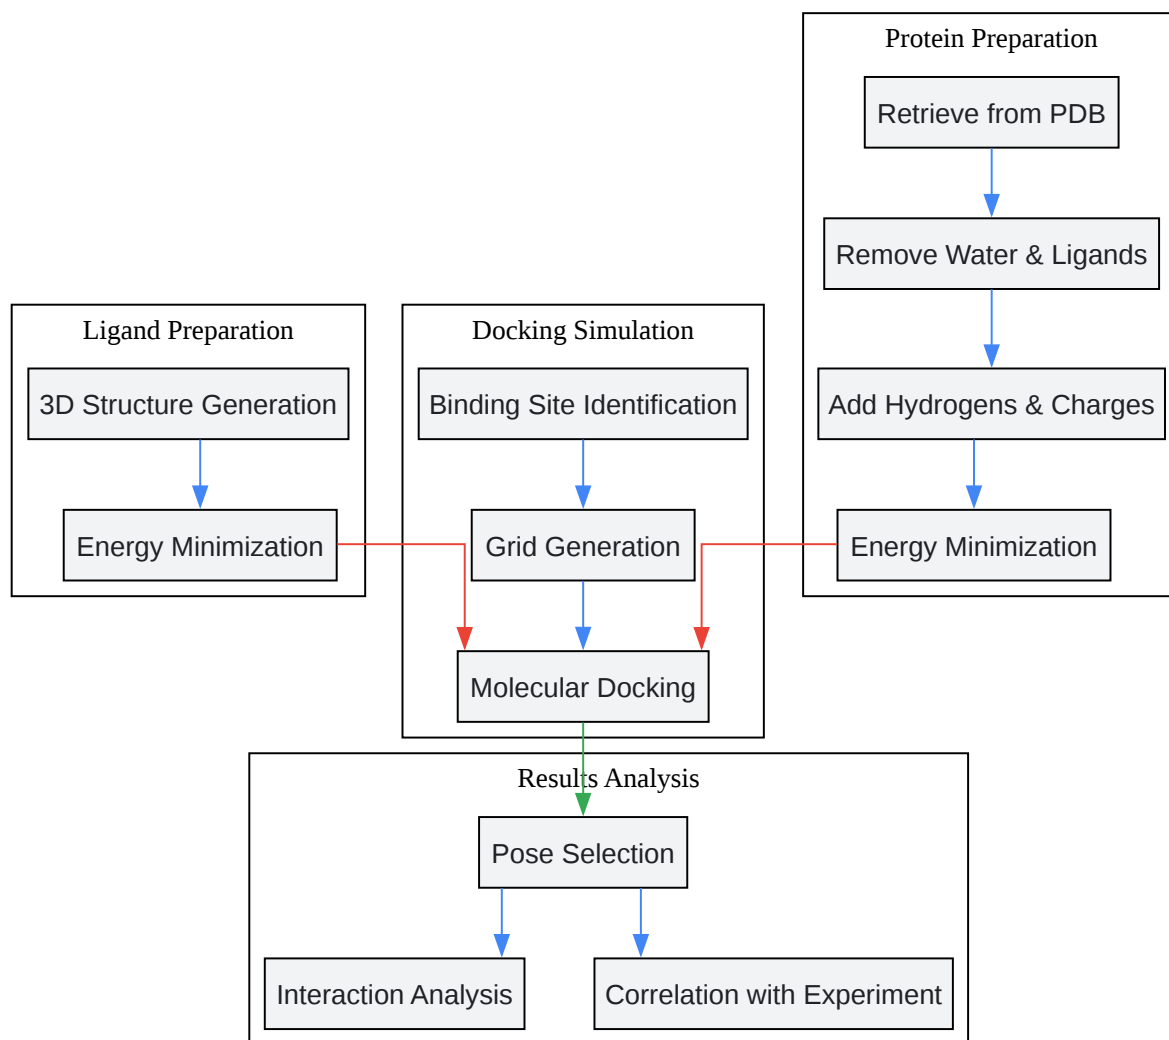 Protein Preparation
Retrieve from PDB
Remove Water & Ligands
Add Hydrogens & Charges
Energy Minimization
Ligand Preparation
3D Structure Generation
Energy Minimization
Docking Simulation
Binding Site Identification
Grid Generation
Molecular Docking
Results Analysis
Pose Selection
Interaction Analysis
Correlation with Experiment